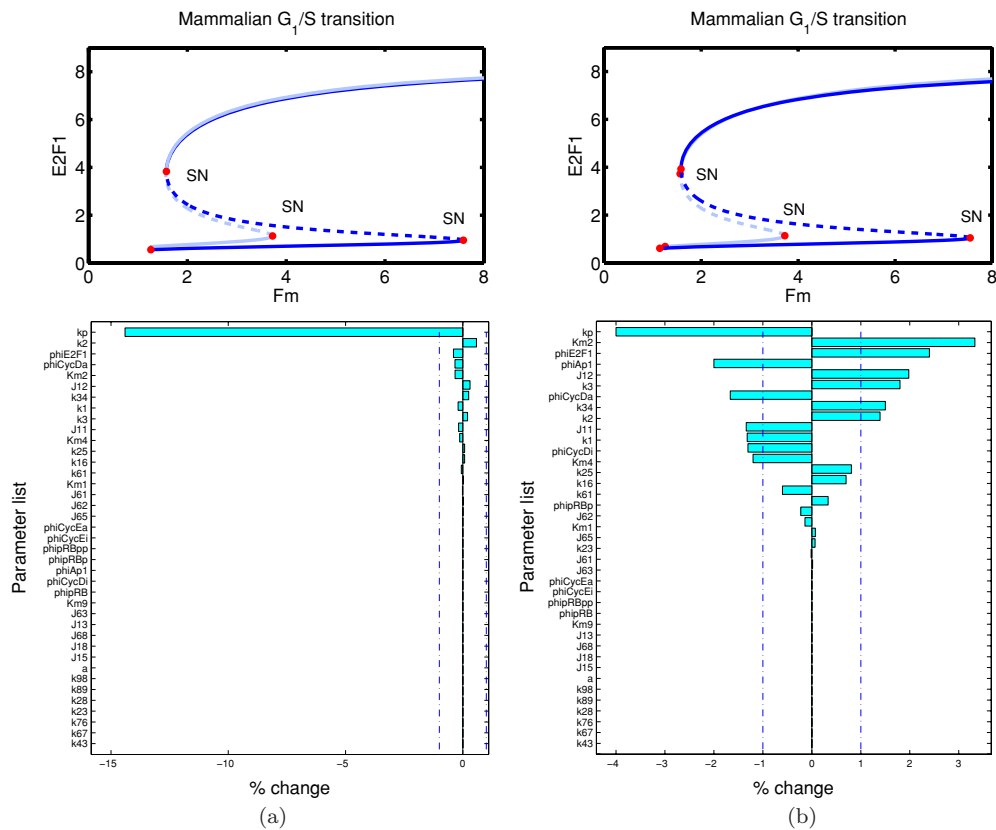 (a)
(b)
Mammalian G1/S transition
E2F1
8
6
4
2
0
SN
SN
SN
0
2
4
6
8
Fm
Parameter list
kp
k2
phiE2F1
phiCycDa
Km2
J12
k34
k1
k3
J11
Km4
k25
k16
k61
Km1
J61
J62
J65
phiCycEa
phiCycEi
phipRBpp
phipRBp
phiAp1
phiCycDi
phipRB
Km9
J63
J13
J68
J18
J15
a
k98
k89
k28
k23
k76
k67
k43
−15
−10
−5
0
% change
(a)
Mammalian G1/S transition
E2F1
8
6
4
2
0
SN
SN
SN
0
2
4
6
8
Fm
Parameter list
kp
Km2
phiE2F1
phiAp1
J12
k3
phiCycDa
k34
k2
J11
k1
phiCycDi
Km4
k25
k16
k61
phipRBp
J62
Km1
J65
k23
J61
J63
phiCycEa
phiCycEi
phipRBpp
phipRB
Km9
J13
J68
J18
J15
a
k98
k89
k28
k76
k67
k43
−4
−3
−2
−1
0
1
2
3
% change
(b)